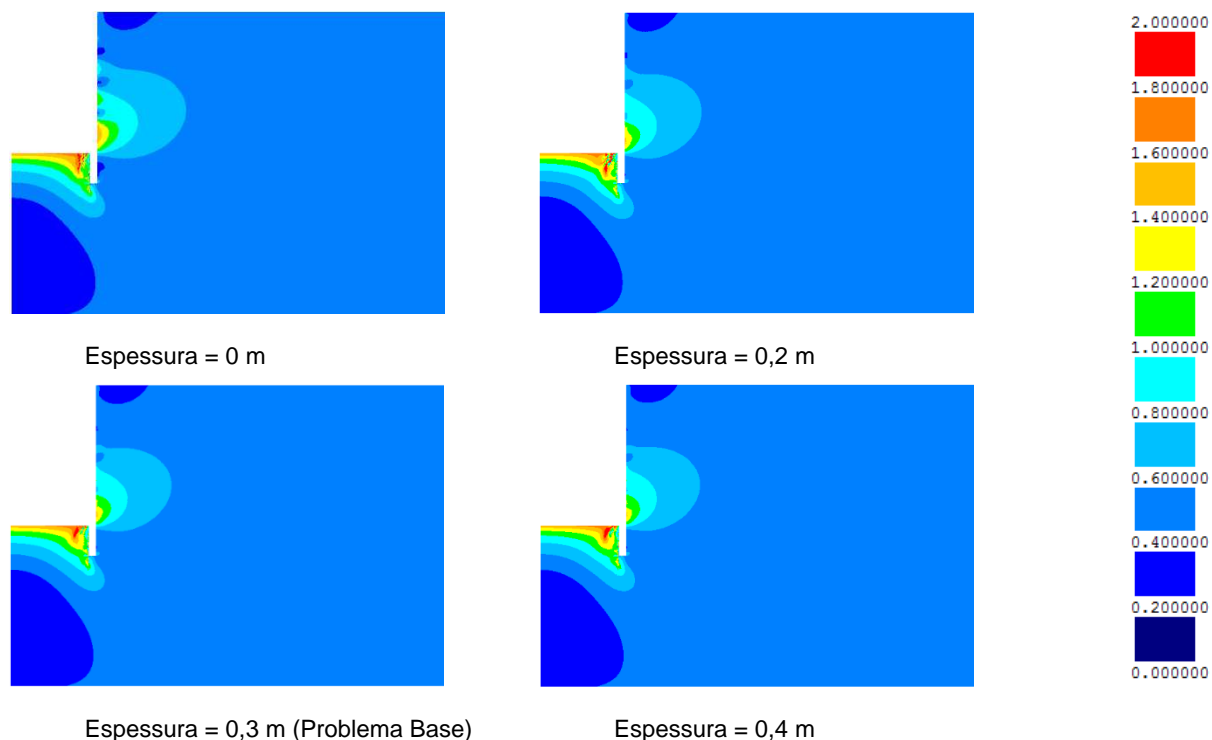 2.000000
1.800000
1.600000
1.400000
1.200000
1.000000
0.800000
0.600000
0.400000
0.200000
0.000000
Espessura = 0 m
Espessura = 0,2 m
Espessura = 0,3 m (Problema Base)
Espessura = 0,4 m